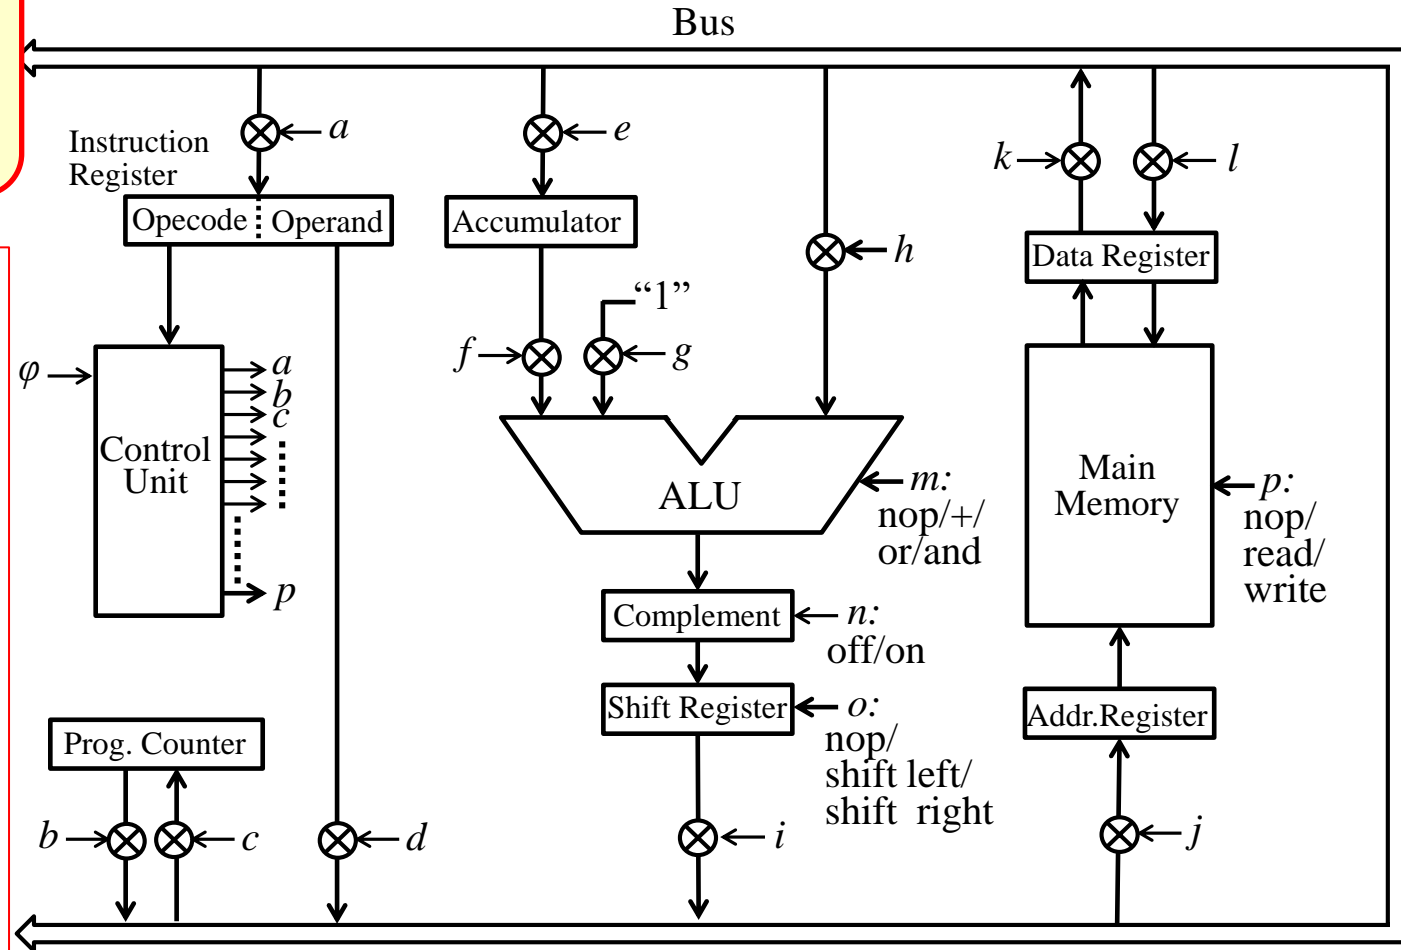 Bus
a
e
Instruction
Register
k
l
Opecode
Operand
Accumulator
h
Data Register
“1”
f
g
φ
a
b
c
Control
Unit
Main
Memory
ALU
m:
nop/+/
or/and
p:
nop/
read/
write
p
Complement
n:
off/on
Shift Register
o:
nop/
shift left/
shift right
Addr.Register
Prog. Counter
b
c
d
i
j